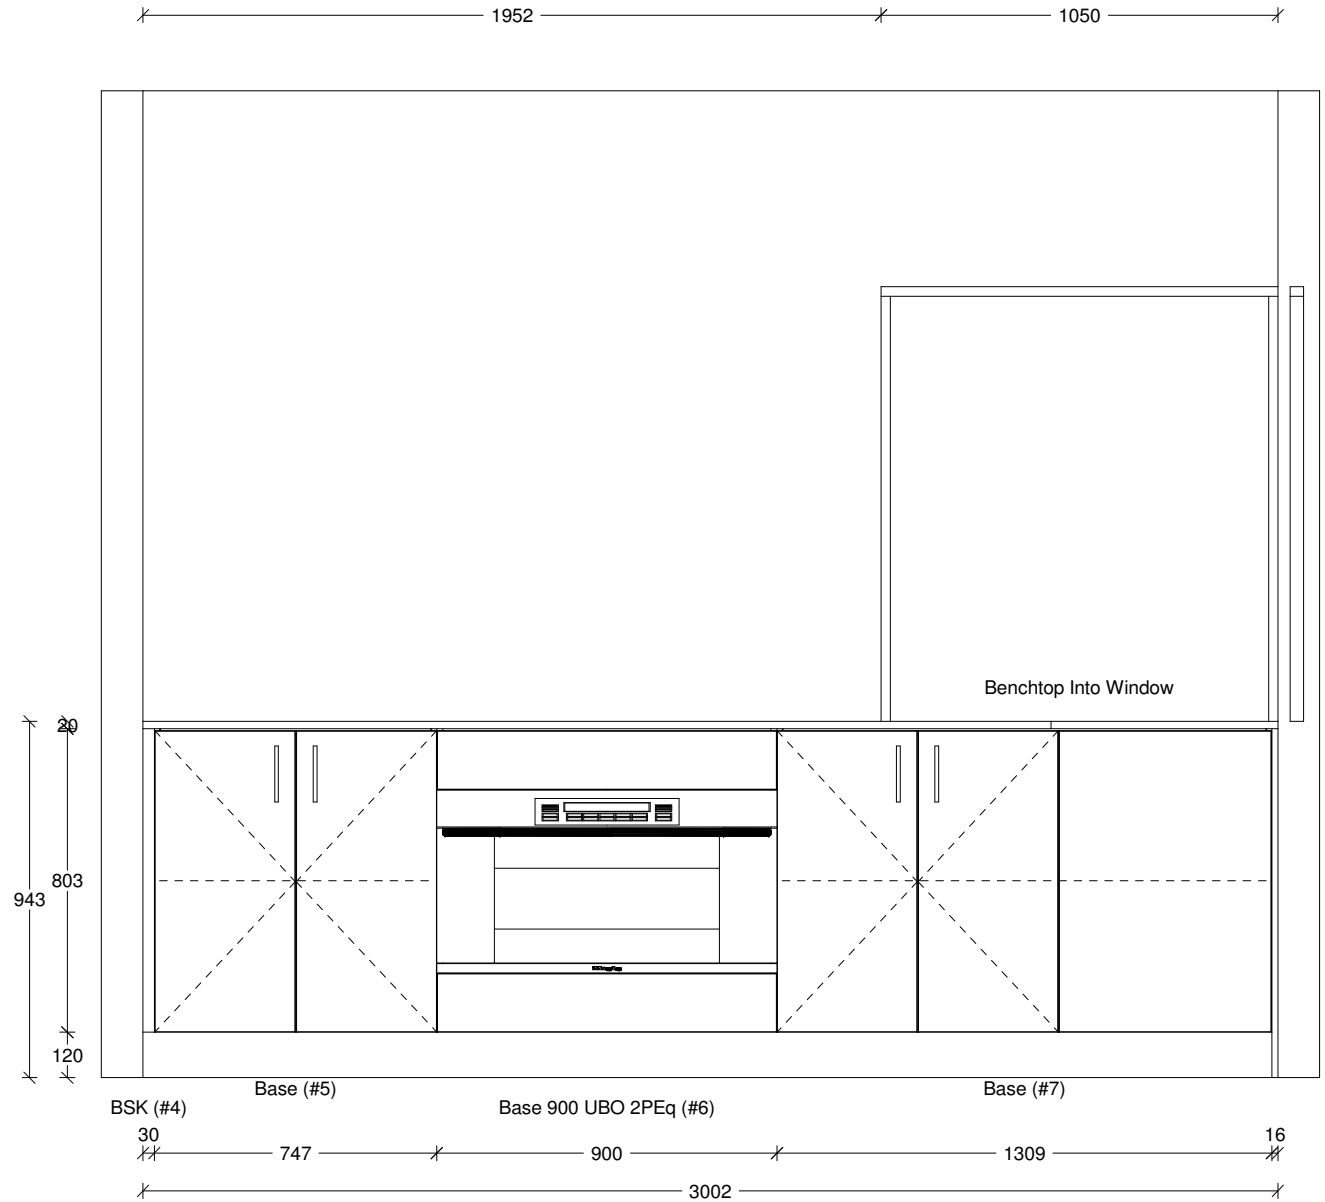 1952
1050
Benchtop Into Window
20
803
943
120
Base (#5)
Base (#7)
BSK (#4)
Base 900 UBO 2PEq (#6)
30
16
747
900
1309
3002